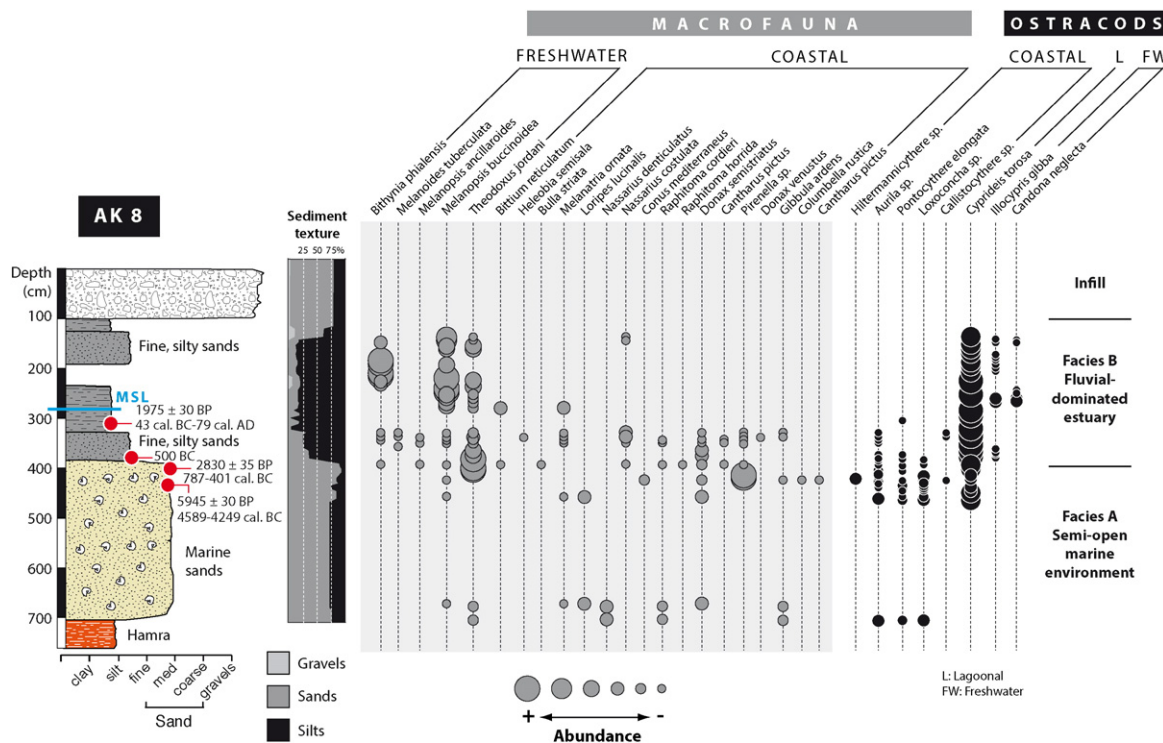 MACROFAUNA
OSTRACODS
FRESHWATER
COASTAL
COASTAL
L
FW
Bithynia phialensis
Melanoides tuberculata
Melanopsis ancillaroides
Melanopsis buccinoidea
Theodoxus jordani
Bittium reticulatum
Heleobia semisala
Bulla striata
Melanatria ornata
Loripes lucinalis
Nassarius denticulatus
Nassarius costulata
Conus mediterraneus
Raphitoma cordieri
Raphitoma horrida
Donax semistriatus
Cantharus pictus
Pirenella sp.
Donax venustus
Gibbula ardens
Columbella rustica
Cantharus pictus
Hiltermannicythere sp.
Aurila sp.
Pontocythere elongata
Loxoconcha sp.
Callistocythere sp.
Cyprideis torosa
Illocypris gibba
Candona neglecta
AK 8
Sediment
texture
25 50 75%
Depth
(cm)
100
200
300
400
500
600
700
Fine, silty sands
MSL
1975 ± 30 BP
43 cal. BC-79 cal. AD
Fine, silty sands
500 BC
2830 ± 35 BP
787-401 cal. BC
5945 ± 30 BP
4589-4249 cal. BC
Marine
sands
Hamra
clay
silt
fine
med
coarse
gravels
Sand
Gravels
Sands
Silts
+ -
Abundance
Infill
Facies B
Fluvial-
dominated
estuary
Facies A
Semi-open
marine
environment
L: Lagoonal
FW: Freshwater